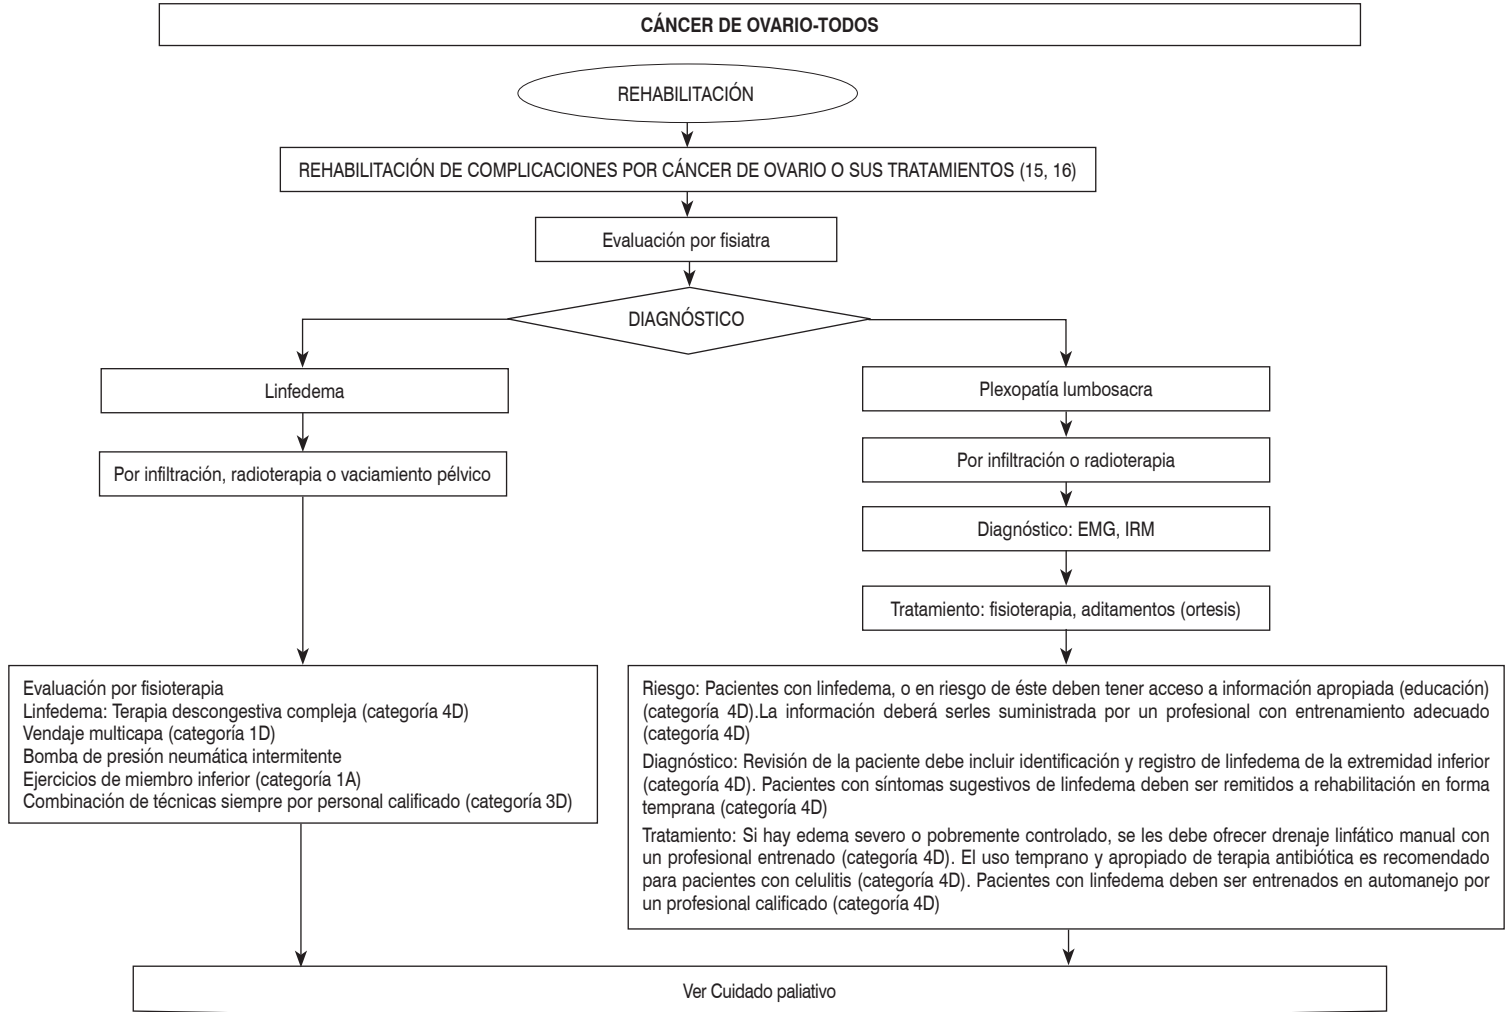 CÁNCER DE OVARIO-TODOS
REHABILITACIÓN
REHABILITACIÓN DE COMPLICACIONES POR CÁNCER DE OVARIO O SUS TRATAMIENTOS (15, 16)
Evaluación por fisiatra
DIAGNÓSTICO
Linfedema
Por infiltración, radioterapia o vaciamiento pélvico
Evaluación por fisioterapia
Linfedema: Terapia descongestiva compleja (categoría 4D)
Vendaje multicapa (categoría 1D)
Bomba de presión neumática intermitente
Ejercicios de miembro inferior (categoría 1A)
Combinación de técnicas siempre por personal calificado (categoría 3D)
Plexopatía lumbosacra
Por infiltración o radioterapia
Diagnóstico: EMG, IRM
Tratamiento: fisioterapia, aditamentos (ortesis)
Riesgo: Pacientes con linfedema, o en riesgo de éste deben tener acceso a información apropiada (educación)
(categoría 4D).La información deberá serles suministrada por un profesional con entrenamiento adecuado
(categoría 4D)
Diagnóstico: Revisión de la paciente debe incluir identificación y registro de linfedema de la extremidad inferior
(categoría 4D). Pacientes con síntomas sugestivos de linfedema deben ser remitidos a rehabilitación en forma
temprana (categoría 4D)
Tratamiento: Si hay edema severo o pobremente controlado, se les debe ofrecer drenaje linfático manual con
un profesional entrenado (categoría 4D). El uso temprano y apropiado de terapia antibiótica es recomendado
para pacientes con celulitis (categoría 4D). Pacientes con linfedema deben ser entrenados en automanejo por
un profesional calificado (categoría 4D)
Ver Cuidado paliativo